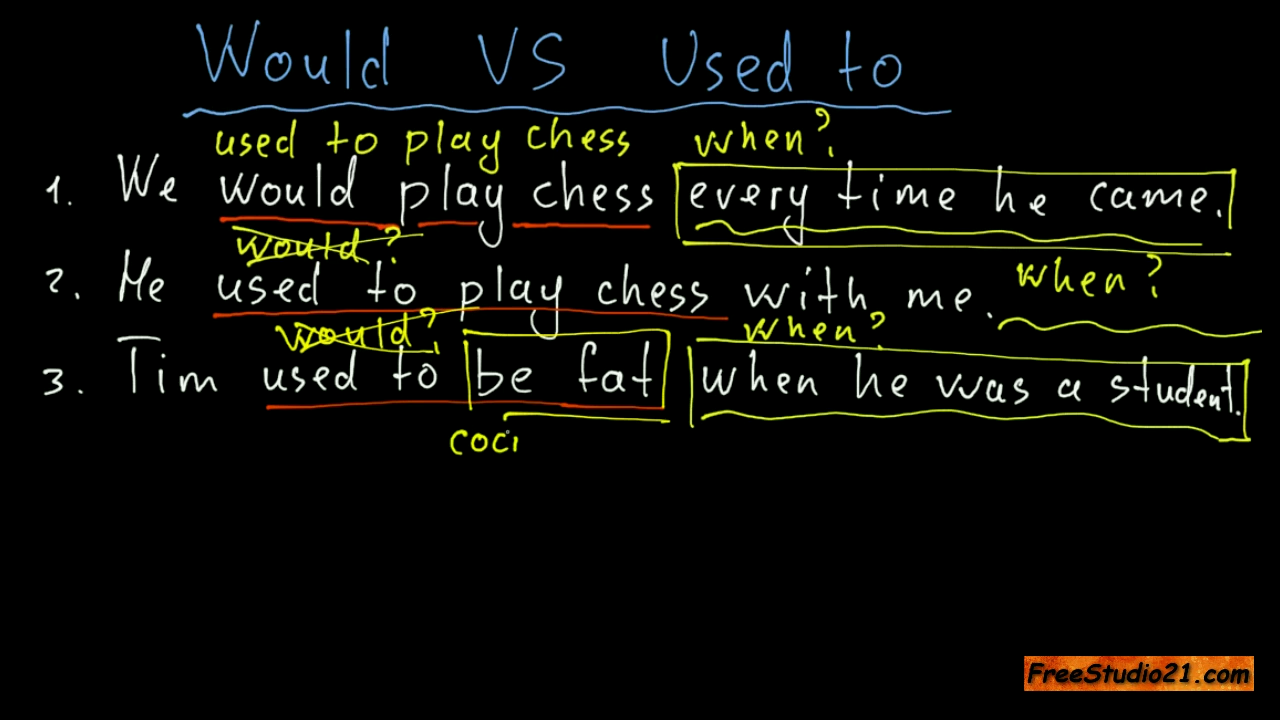 Would VS Used to
used to play chess when?
1. We would play chess every time he came.
would?
2. He used to play chess with me. when?
would? when?
3. Tim used to be fat when he was a student.
сост
FreeStudio21.com